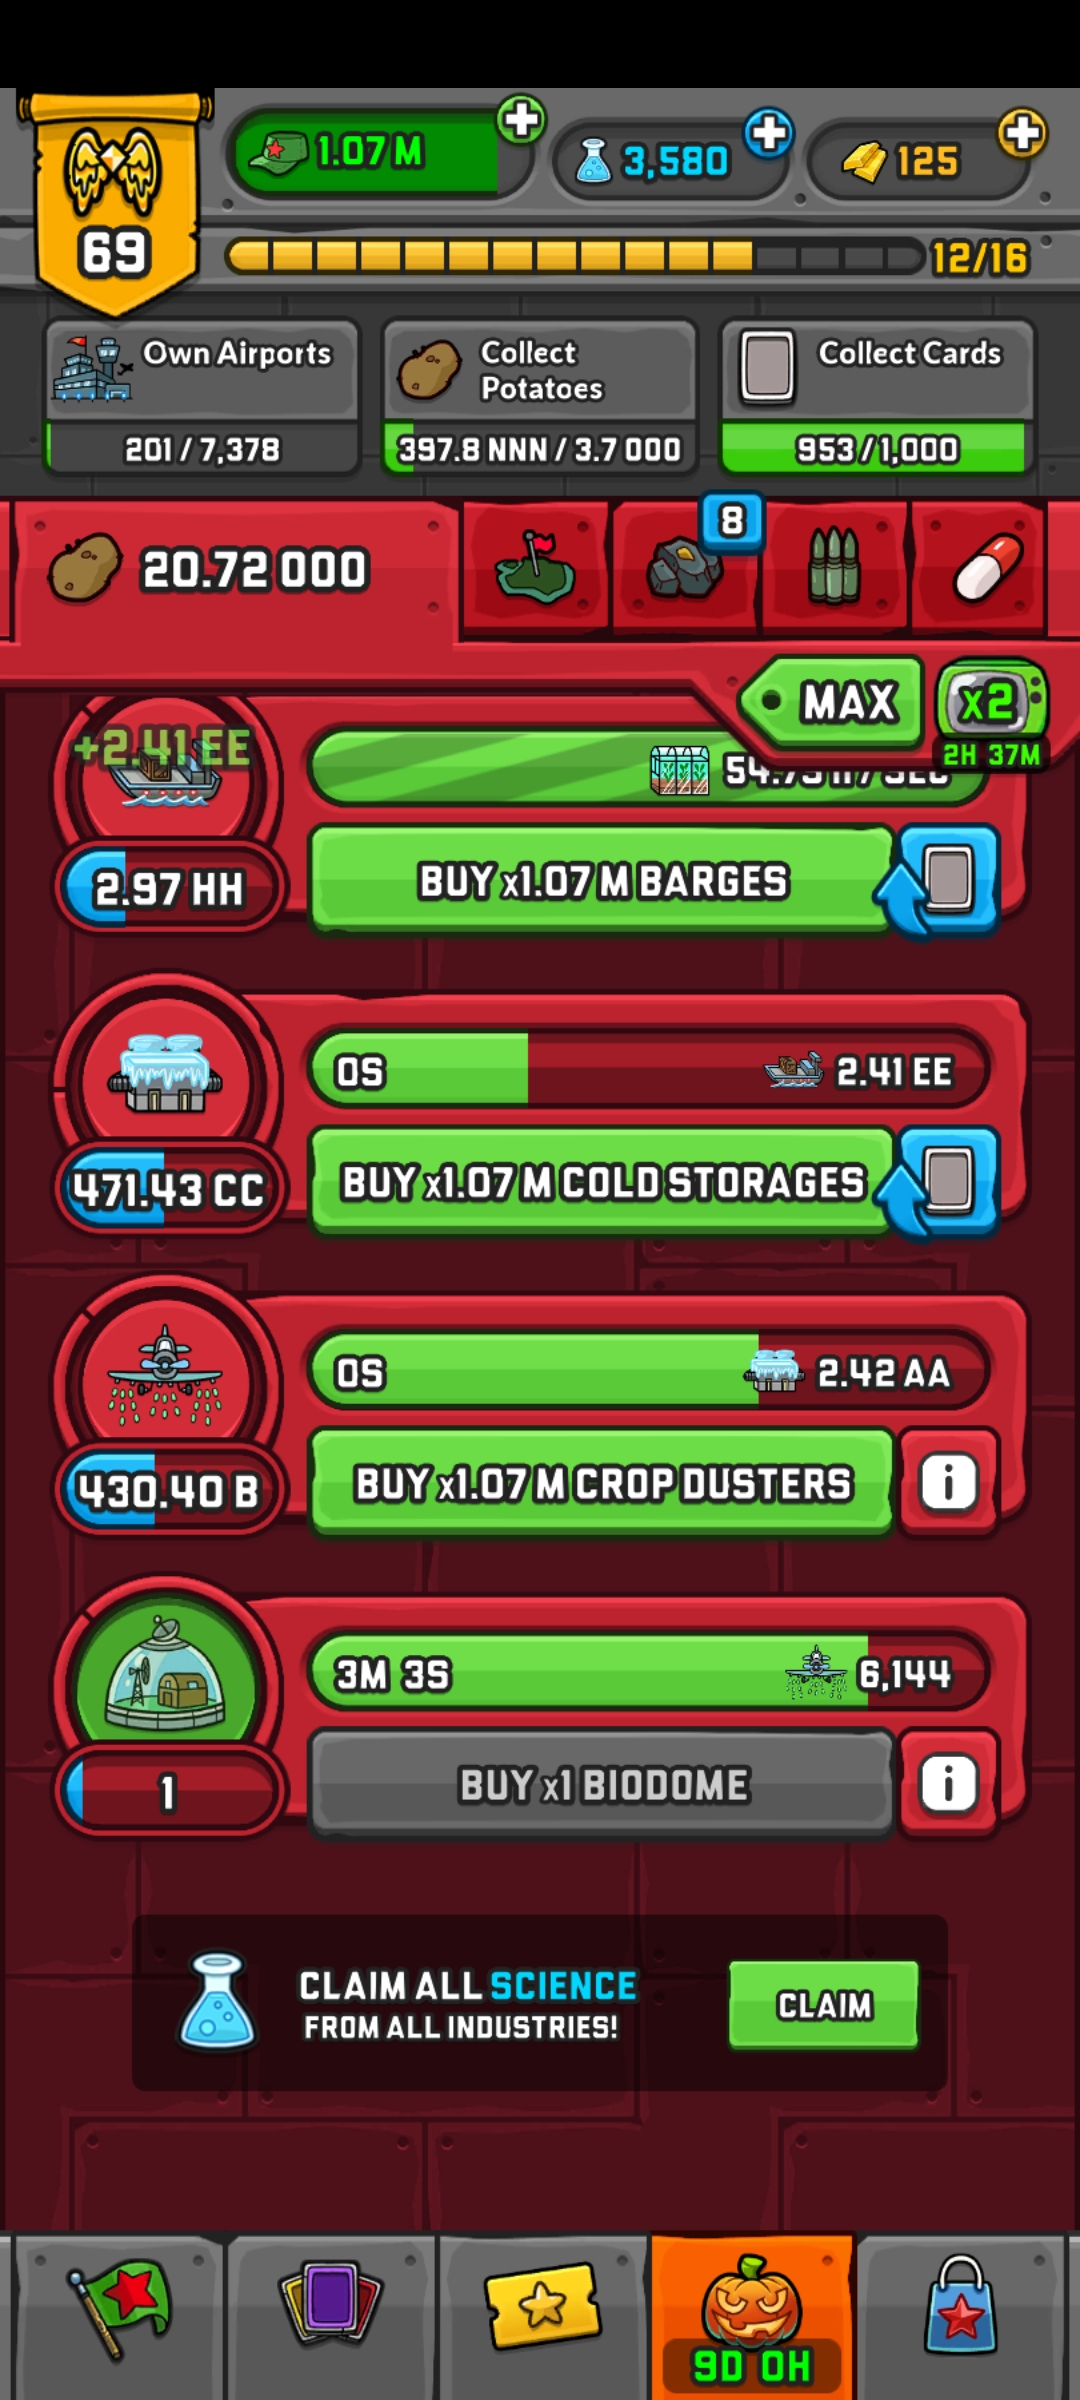 69
1.07 M
3,580
125
12/16
Own Airports
201 / 7,378
Collect
Potatoes
397.8 NNN / 3.7 OOO
Collect Cards
953 / 1,000
20.72 OOO
8
MAX
x2
2H 37M
+2.41 EE
/ SEC
2.97 HH
BUY x1.07 M BARGES
0S
2.41 EE
471.43 CC
BUY x1.07 M COLD STORAGES
0S
2.42 AA
430.40 B
BUY x1.07 M CROP DUSTERS
i
3M 3S
6,144
1
BUY x1 BIODOME
i
CLAIM ALL SCIENCE
FROM ALL INDUSTRIES!
CLAIM
9D 0H